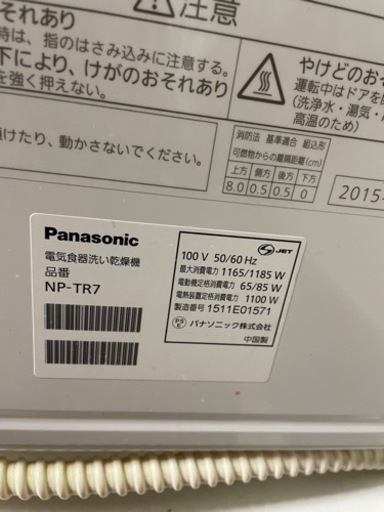 注意
それあり
時は、指のはさみ込みに注意する。
下により、けがのおそれあり
を強く押えない。
やけどのおそ
運転中はドアを
(洗浄水・湯気・
高温のため)
傾けたり、動かさないでください。
消防法 基準適合 組込形
可燃物からの離隔距離(cm)
上方 側方 後方 下方
8.0 0.5 0.5 0
2015
Panasonic
電気食器洗い乾燥機
品番
NP-TR7
S JET
100 V 50/60 Hz
最大消費電力 1165/1185 W
電動機定格消費電力 65/85 W
電熱装置定格消費電力 1100 W
製造番号 1511E01571
PSE パナソニック株式会社
中国製